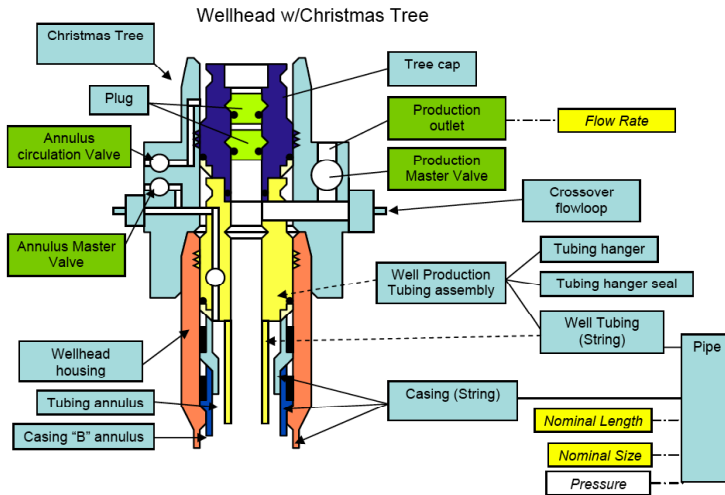 Wellhead w/Christmas Tree
Christmas Tree
Tree cap
Plug
Production
outlet
Flow Rate
Annulus
circulation Valve
Production
Master Valve
Crossover
flowloop
Annulus Master
Valve
Tubing hanger
Well Production
Tubing assembly
Tubing hanger seal
Well Tubing
(String)
Pipe
Wellhead
housing
Casing (String)
Tubing annulus
Nominal Length
Casing “B” annulus
Nominal Size
Pressure